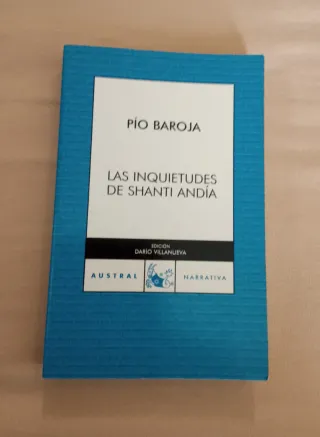 PÍO BAROJA
LAS INQUIETUDES
DE SHANTI ANDÍA
EDICIÓN
DARÍO VILLANUEVA
AUSTRAL
NARRATIVA